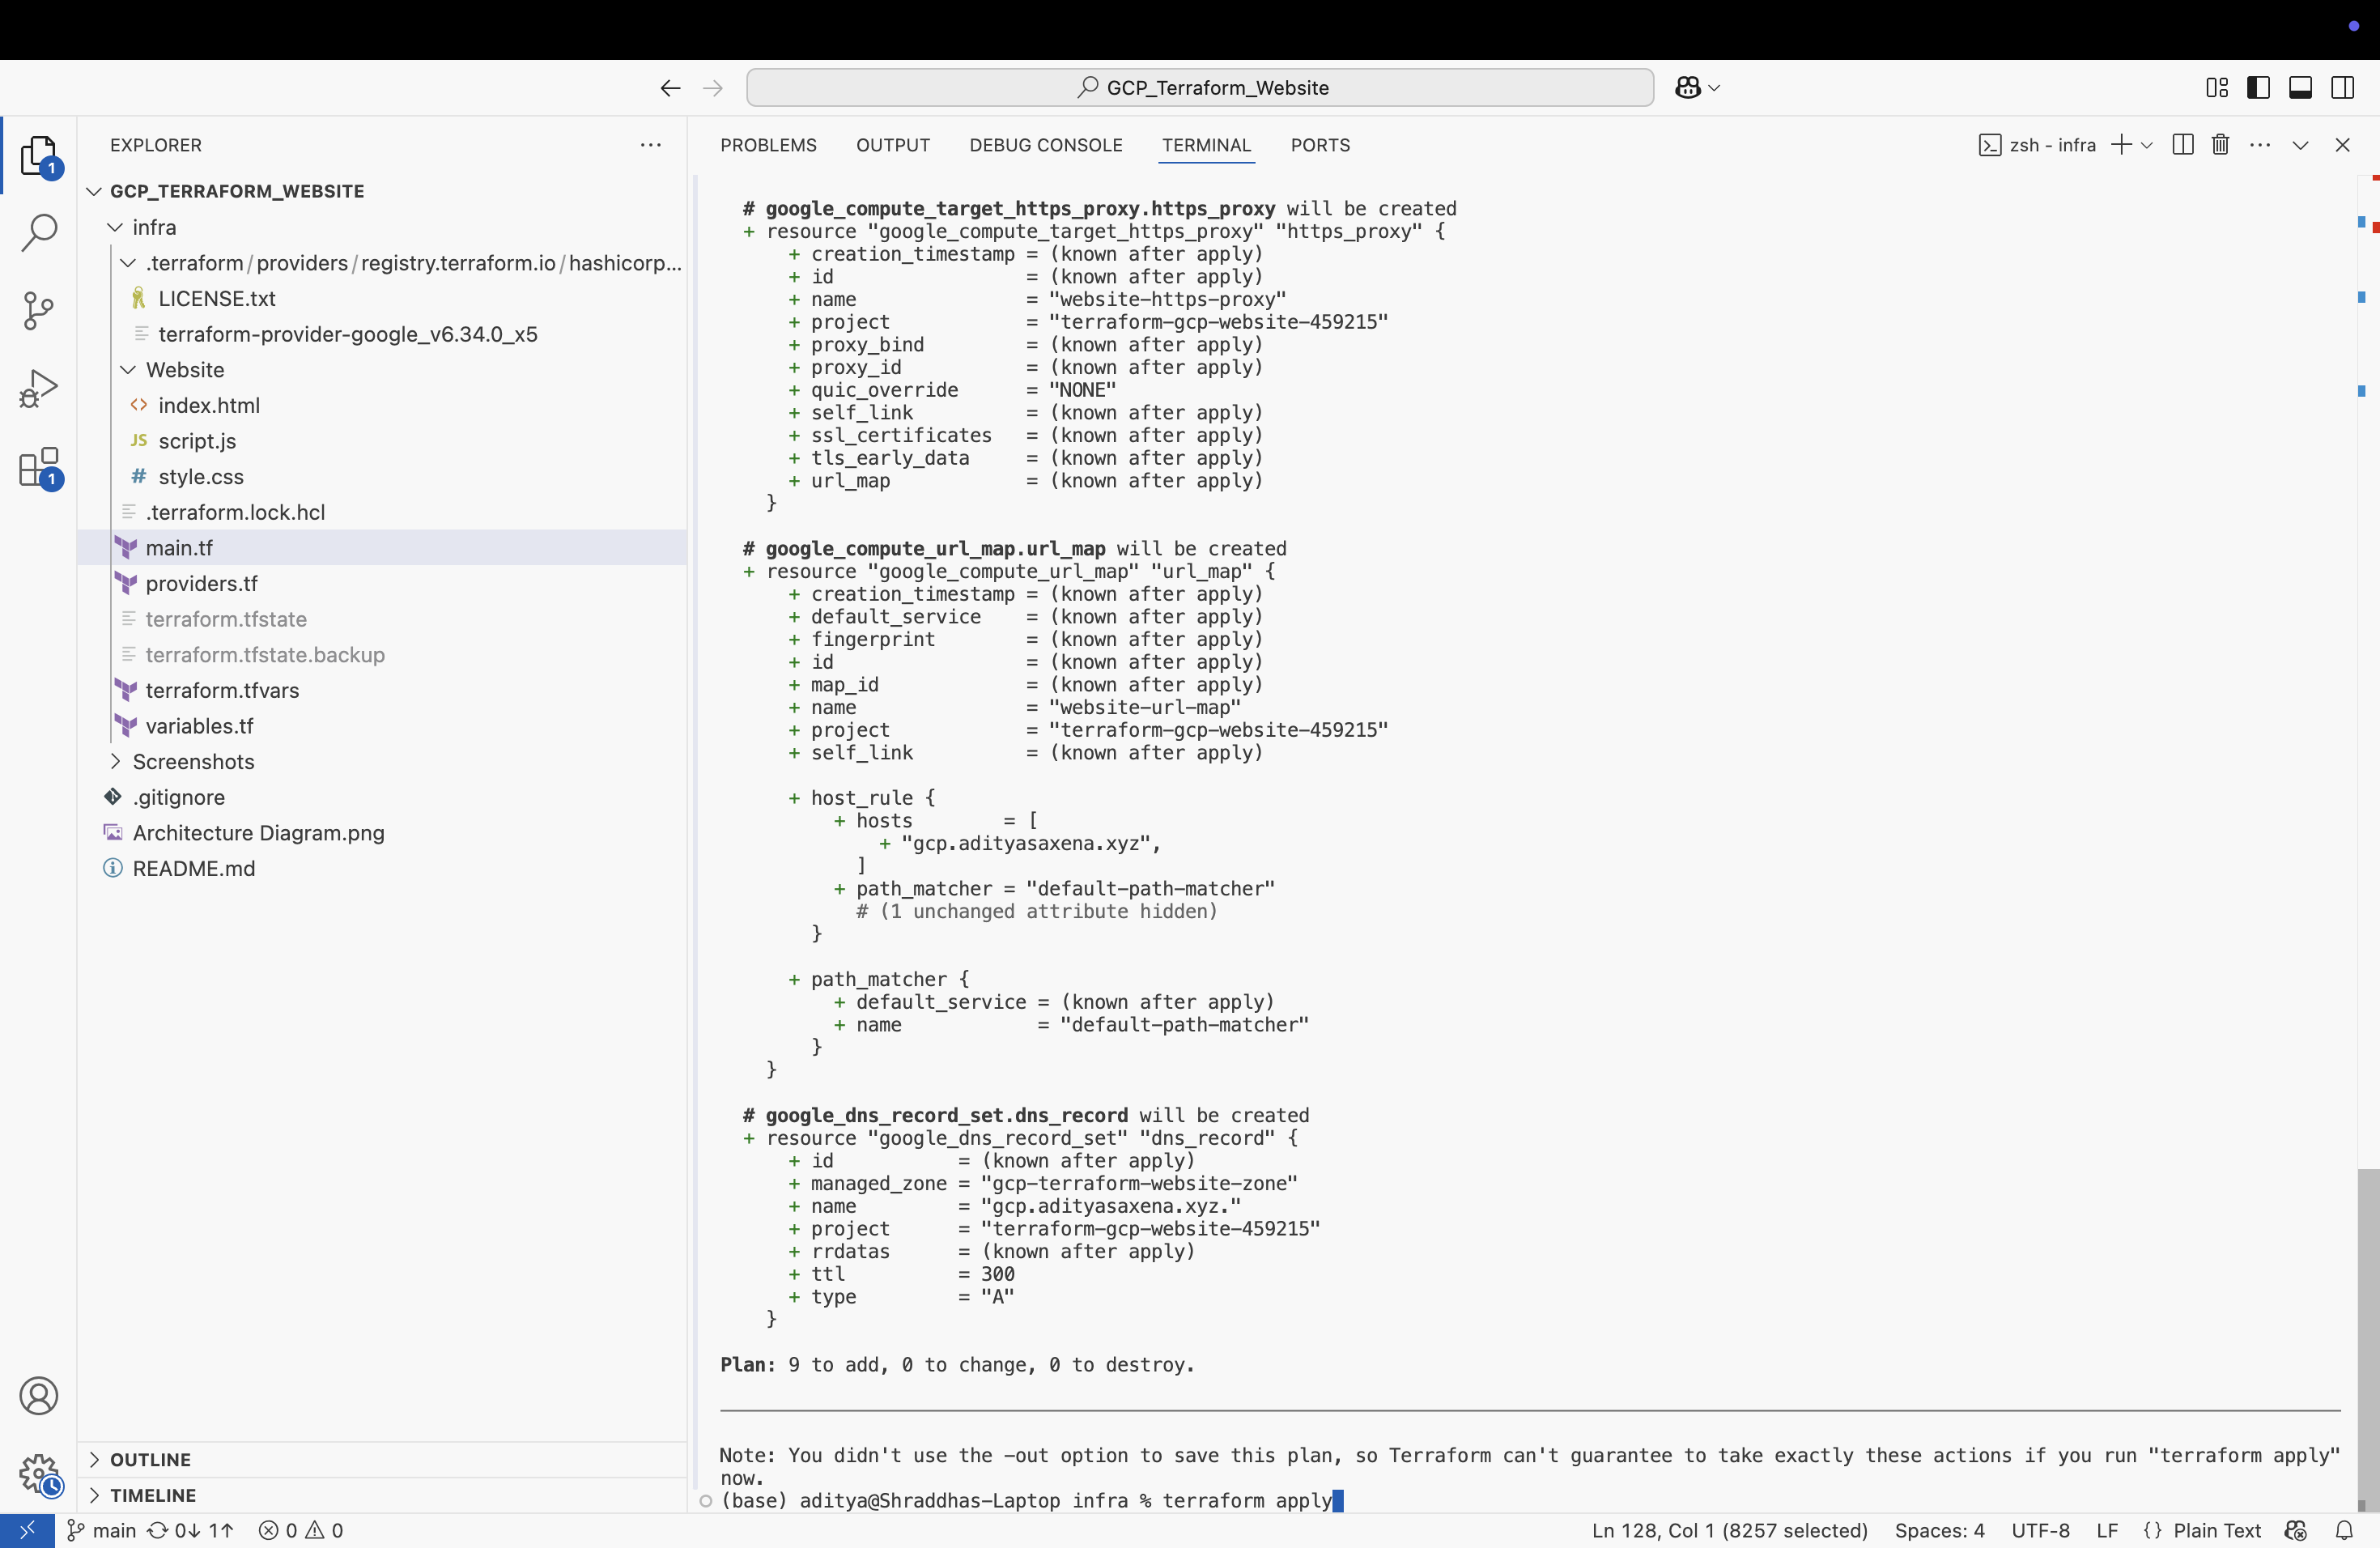 GCP_Terraform_Website
EXPLORER
GCP_TERRAFORM_WEBSITE
infra
.terraform/providers/registry.terraform.io/hashicorp...
LICENSE.txt
terraform-provider-google_v6.34.0_x5
Website
index.html
JS script.js
# style.css
.terraform.lock.hcl
main.tf
providers.tf
terraform.tfstate
terraform.tfstate.backup
terraform.tfvars
variables.tf
Screenshots
.gitignore
Architecture Diagram.png
README.md
OUTLINE
TIMELINE
1
1
PROBLEMS OUTPUT DEBUG CONSOLE TERMINAL PORTS
zsh - infra
# google_compute_target_https_proxy.https_proxy will be created
+ resource "google_compute_target_https_proxy" "https_proxy" {
+ creation_timestamp = (known after apply)
+ id = (known after apply)
+ name = "website-https-proxy"
+ project = "terraform-gcp-website-459215"
+ proxy_bind = (known after apply)
+ proxy_id = (known after apply)
+ quic_override = "NONE"
+ self_link = (known after apply)
+ ssl_certificates = (known after apply)
+ tls_early_data = (known after apply)
+ url_map = (known after apply)
}
# google_compute_url_map.url_map will be created
+ resource "google_compute_url_map" "url_map" {
+ creation_timestamp = (known after apply)
+ default_service = (known after apply)
+ fingerprint = (known after apply)
+ id = (known after apply)
+ map_id = (known after apply)
+ name = "website-url-map"
+ project = "terraform-gcp-website-459215"
+ self_link = (known after apply)
+ host_rule {
+ hosts = [
+ "gcp.adityasaxena.xyz",
]
+ path_matcher = "default-path-matcher"
# (1 unchanged attribute hidden)
}
+ path_matcher {
+ default_service = (known after apply)
+ name = "default-path-matcher"
}
}
# google_dns_record_set.dns_record will be created
+ resource "google_dns_record_set" "dns_record" {
+ id = (known after apply)
+ managed_zone = "gcp-terraform-website-zone"
+ name = "gcp.adityasaxena.xyz."
+ project = "terraform-gcp-website-459215"
+ rrdatas = (known after apply)
+ ttl = 300
+ type = "A"
}
Plan: 9 to add, 0 to change, 0 to destroy.
Note: You didn't use the -out option to save this plan, so Terraform can't guarantee to take exactly these actions if you run "terraform apply"
now.
(base) aditya@Shraddhas-Laptop infra % terraform apply
main 0↓ 1↑ 0 0
Ln 128, Col 1 (8257 selected) Spaces: 4 UTF-8 LF {} Plain Text